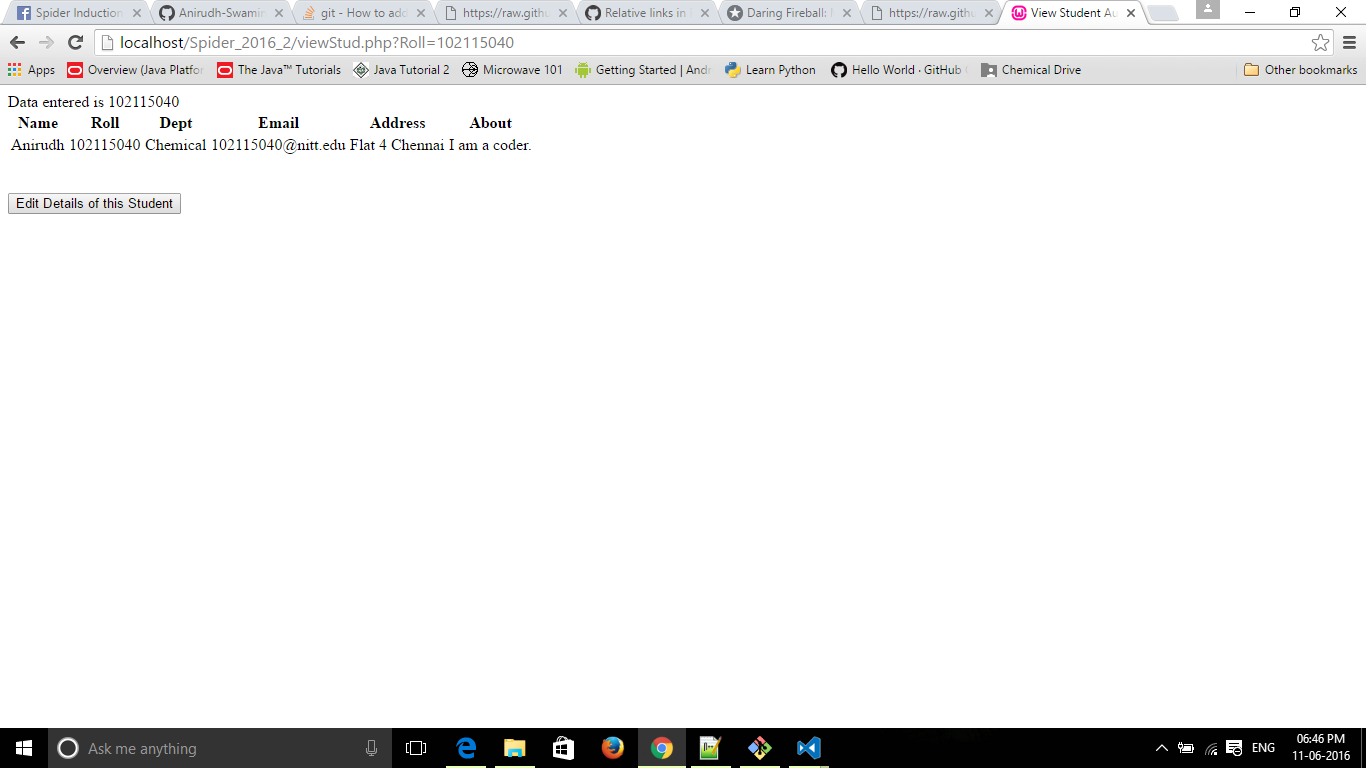 Spider Induction
Anirudh-Swamin
git - How to add
https://raw.githu
Relative links in
Daring Fireball:
https://raw.githu
View Student Au
localhost/Spider_2016_2/viewStud.php?Roll=102115040
Apps
Overview (Java Platfor
The Java™ Tutorials
Java Tutorial 2
Microwave 101
Getting Started | Andr
Learn Python
Hello World · GitHub
Chemical Drive
Other bookmarks
Data entered is 102115040
Name Roll Dept Email Address About
Anirudh 102115040 Chemical 102115040@nitt.edu Flat 4 Chennai I am a coder.
Edit Details of this Student
Ask me anything
ENG
06:46 PM
11-06-2016